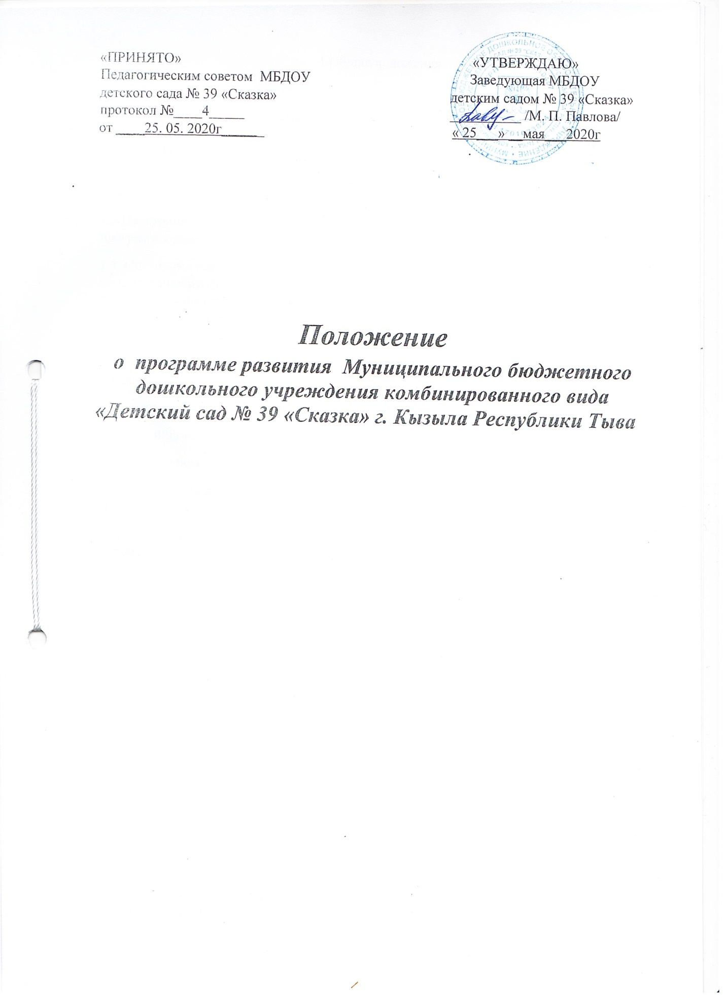 «ПРИНЯТО»
Педагогическим советом МБДОУ
детского сада № 39 «Сказка»
протокол №____4_____
от ____25. 05. 2020г______
«УТВЕРЖДАЮ»
Заведующая МБДОУ
детским садом № 39 «Сказка»
__________ /М. П. Павлова/
« 25___»__мая___2020г
Положение
о программе развития Муниципального бюджетного
дошкольного учреждения комбинированного вида
«Детский сад № 39 «Сказка» г. Кызыла Республики Тыва